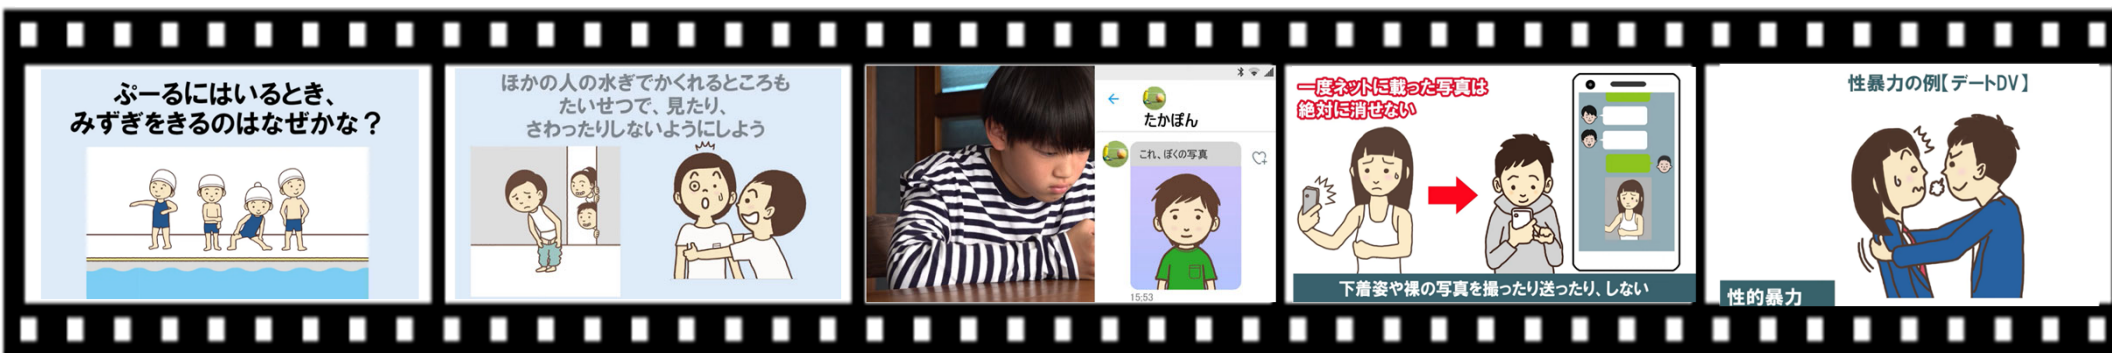 ぷーるにはいるとき、
みずぎをきるのはなぜかな？
ほかの人の水ぎでかくれるところも
たいせつで、見たり、
さわったりしないようにしよう
たかぽん
これ、ぼくの写真
15:53
一度ネットに載った写真は
絶対に消せない
下着姿や裸の写真を撮ったり送ったり、しない
性暴力の例【デートDV】
性的暴力